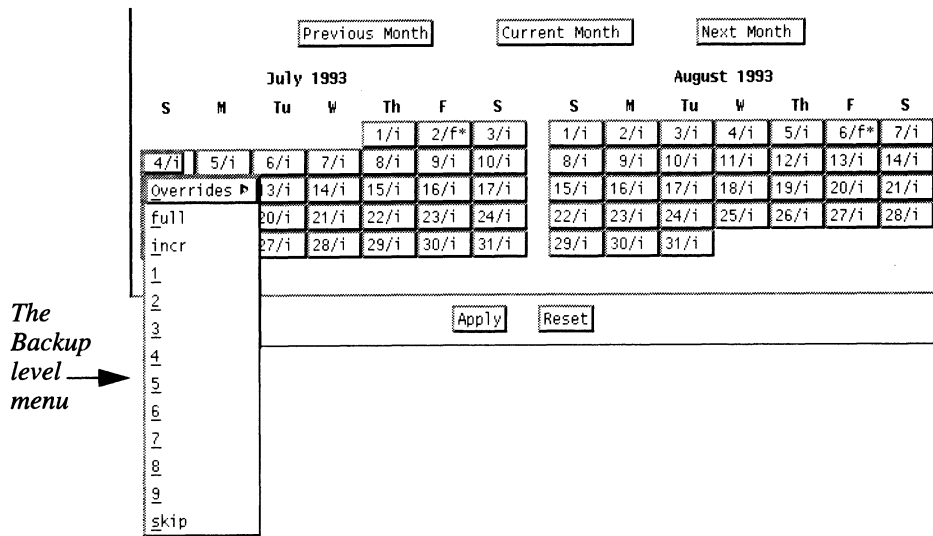 Previous Month Current Month Next Month
July 1993 August 1993
S M Tu W Th F S S M Tu W Th F S
1/i 2/f* 3/i 1/i 2/i 3/i 4/i 5/i 6/f* 7/i
4/i 5/i 6/i 7/i 8/i 9/i 10/i 8/i 9/i 10/i 11/i 12/i 13/i 14/i
Overrides 13/i 14/i 15/i 16/i 17/i 15/i 16/i 17/i 18/i 19/i 20/i 21/i
full 20/i 21/i 22/i 23/i 24/i 22/i 23/i 24/i 25/i 26/i 27/i 28/i
incr 27/i 28/i 29/i 30/i 31/i 29/i 30/i 31/i
1
2
3
4
5
6
7
8
9
skip
Apply Reset
The
Backup
level
menu